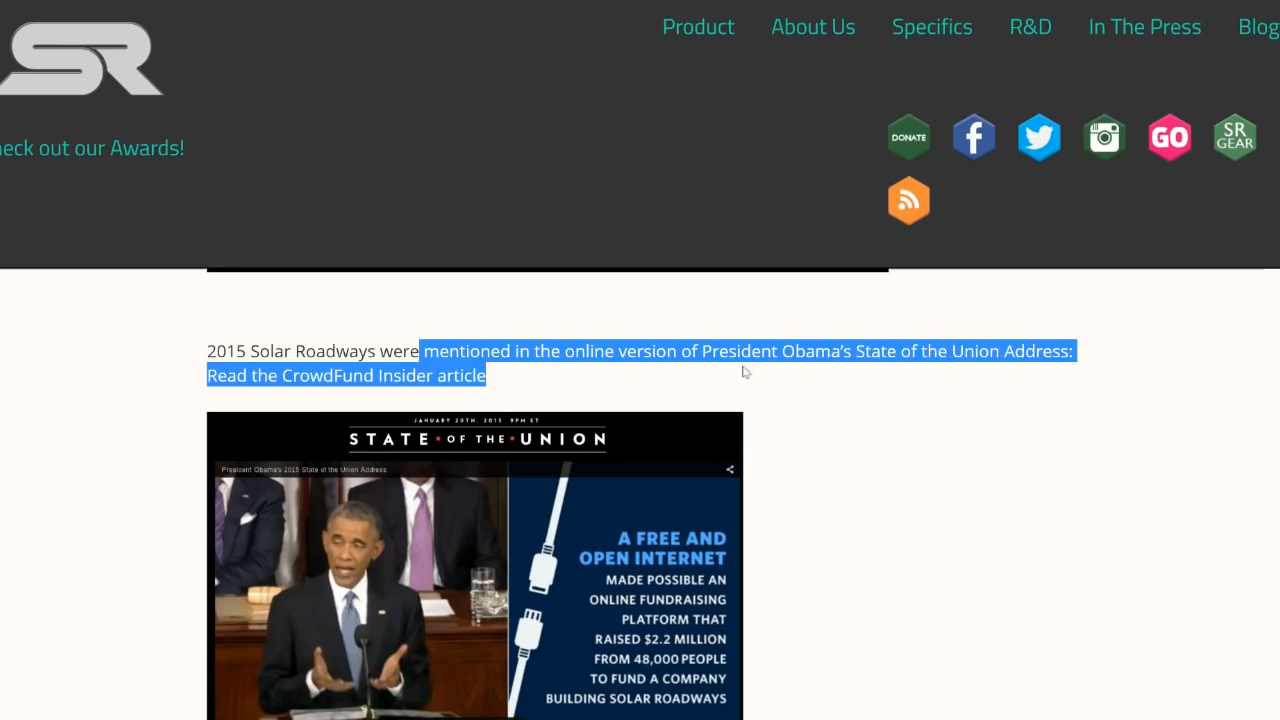 SR
Product About Us Specifics R&D In The Press Blog
heck out our Awards!
DONATE f GO SR GEAR
2015 Solar Roadways were mentioned in the online version of President Obama's State of the Union Address:
Read the CrowdFund Insider article
JANUARY 20TH, 2015 9PM ET
STATE OF THE UNION
President Obama's 2015 State of the Union Address
A FREE AND
OPEN INTERNET
MADE POSSIBLE AN
ONLINE FUNDRAISING
PLATFORM THAT
RAISED $2.2 MILLION
FROM 48,000 PEOPLE
TO FUND A COMPANY
BUILDING SOLAR ROADWAYS